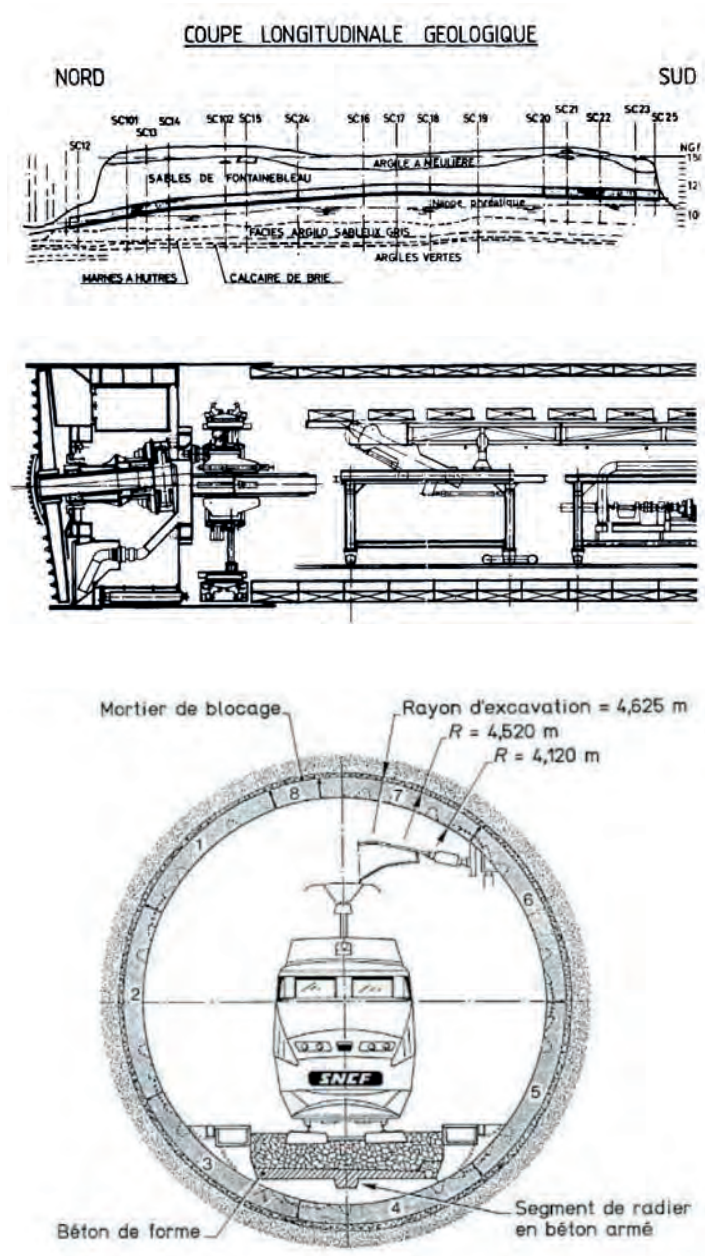 COUPE LONGITUDINALE GEOLOGIQUE
NORD
SUD
SC12
SC101
SC13
SC14
SC102
SC15
SC24
SC16
SC17
SC18
SC19
SC20
SC21
SC22
SC23
SC25
ARGILE A MEULIÈRE
SABLES DE FONTAINEBLEAU
Nappe phréatique
FACIES ARGILO SABLEUX GRIS
ARGILES VERTES
MARNES A HUITRES
CALCAIRE DE BRIE
Mortier de blocage
Rayon d'excavation = 4,625 m
R = 4,520 m
R = 4,120 m
8
7
1
6
2
SNCF
5
3
4
Béton de forme
Segment de radier
en béton armé